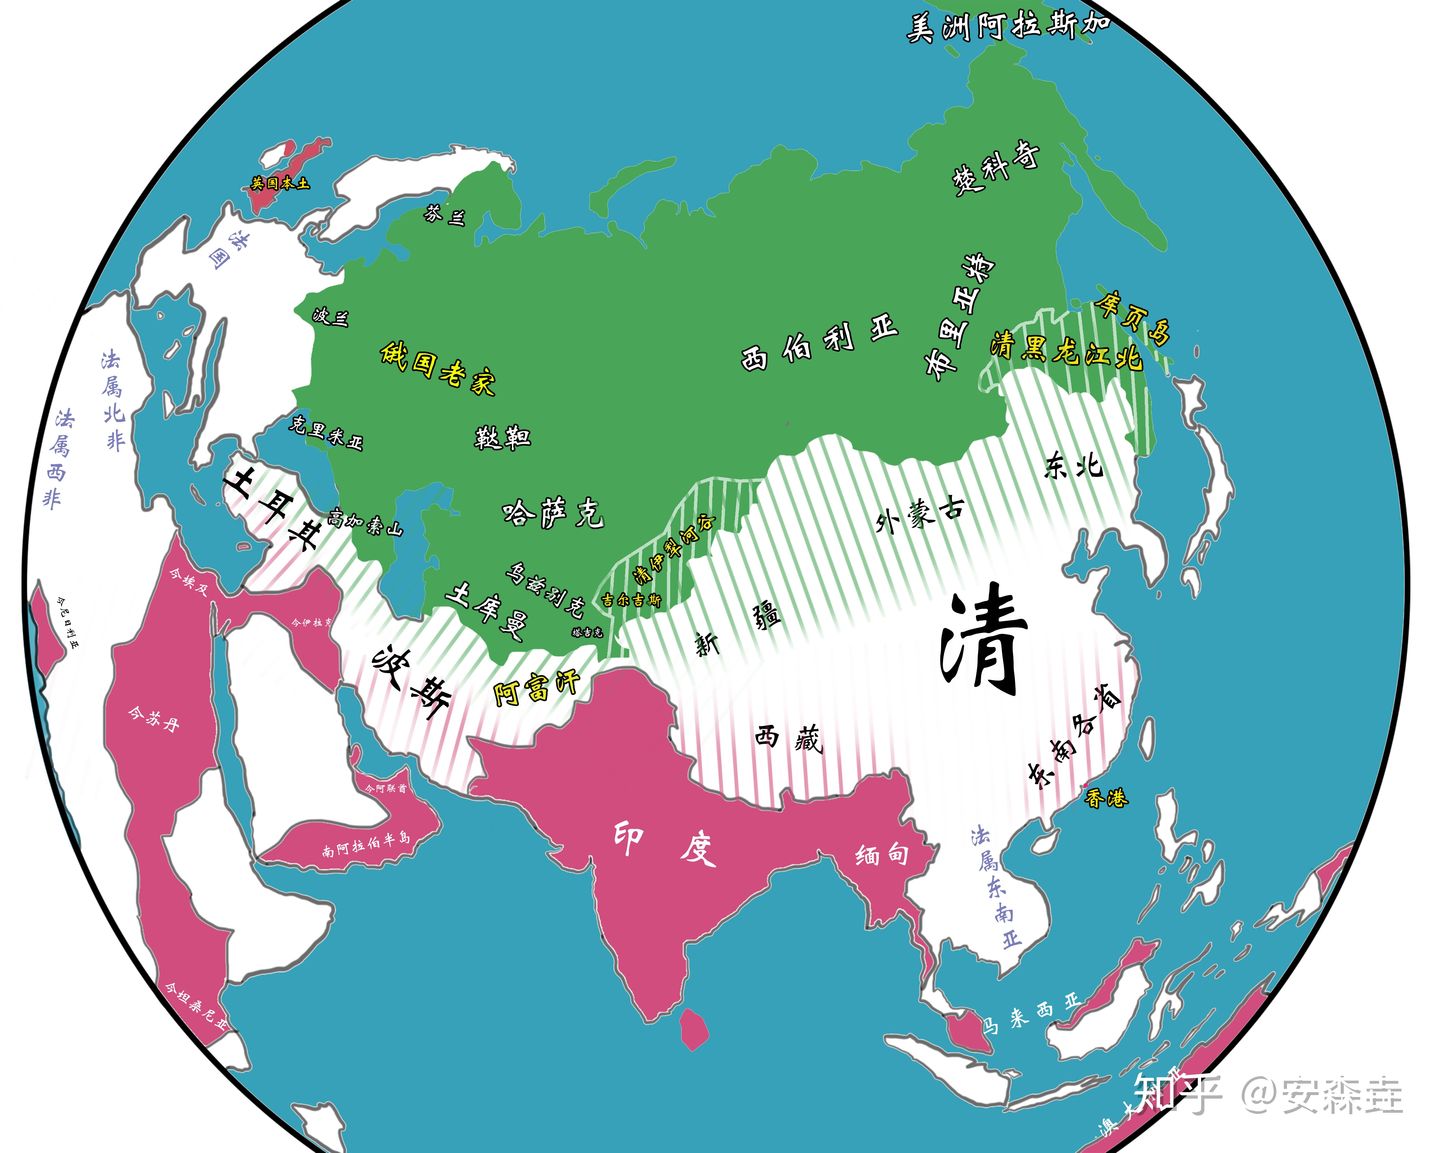 美洲阿拉斯加
楚科奇
英国本土
芬兰
法国
布里亚特
库页岛
波兰
西伯利亚
清黑龙江北
俄国老家
法属北非
法属西非
克里米亚
鞑靼
东北
土耳其
高加索山
哈萨克
外蒙古
清伊犁河谷
今埃及
乌兹别克
土库曼
吉尔吉斯
塔吉克
今尼日利亚
今伊拉克
新疆
清
波斯
阿富汗
今苏丹
西藏
东南各省
今阿联酋
香港
南阿拉伯半岛
印度
缅甸
法属东南亚
今坦桑尼亚
马来西亚
澳大利亚
知乎 @安森垚